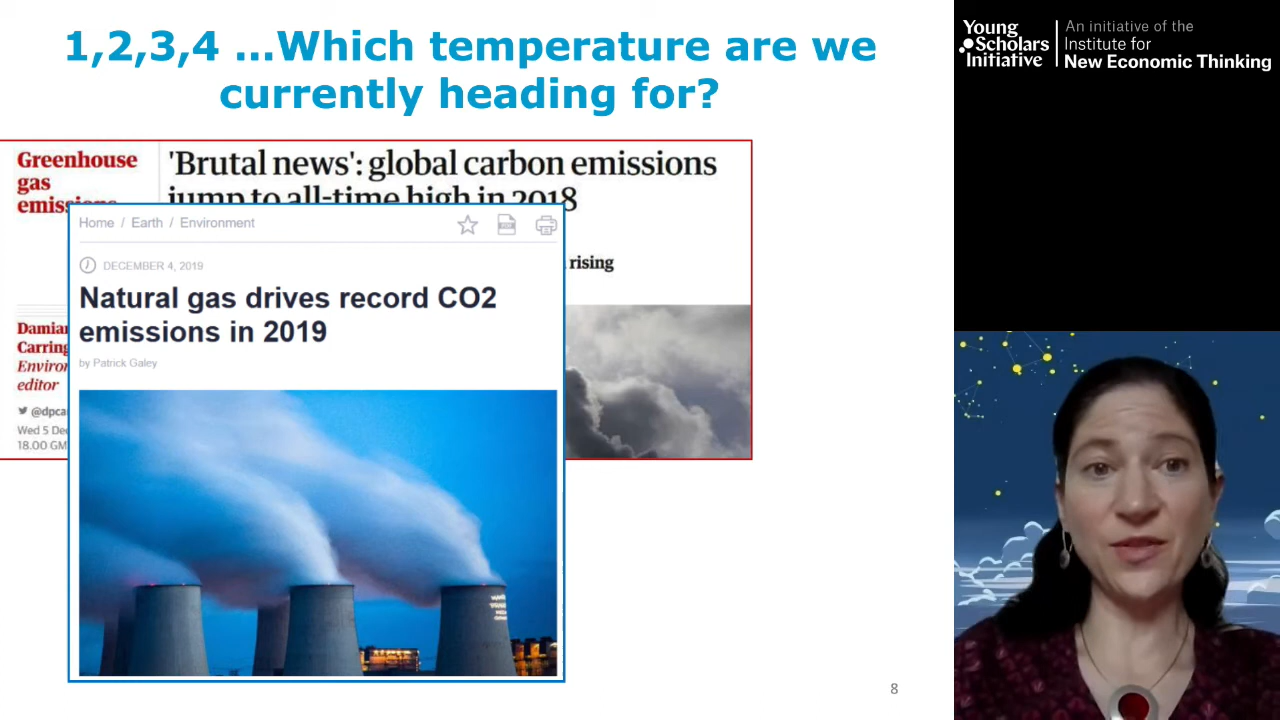 1,2,3,4 ...Which temperature are we
currently heading for?
Greenhouse
gas
emissions
'Brutal news': global carbon emissions
jump to all-time high in 2018
rising
Damian
Carring
Environ
editor
@dpca
Wed 5 Dec
18.00 GM
Home / Earth / Environment
PDF
DECEMBER 4, 2019
Natural gas drives record CO2
emissions in 2019
by Patrick Galey
8
Young
Scholars
Initiative
An initiative of the
Institute for
New Economic Thinking